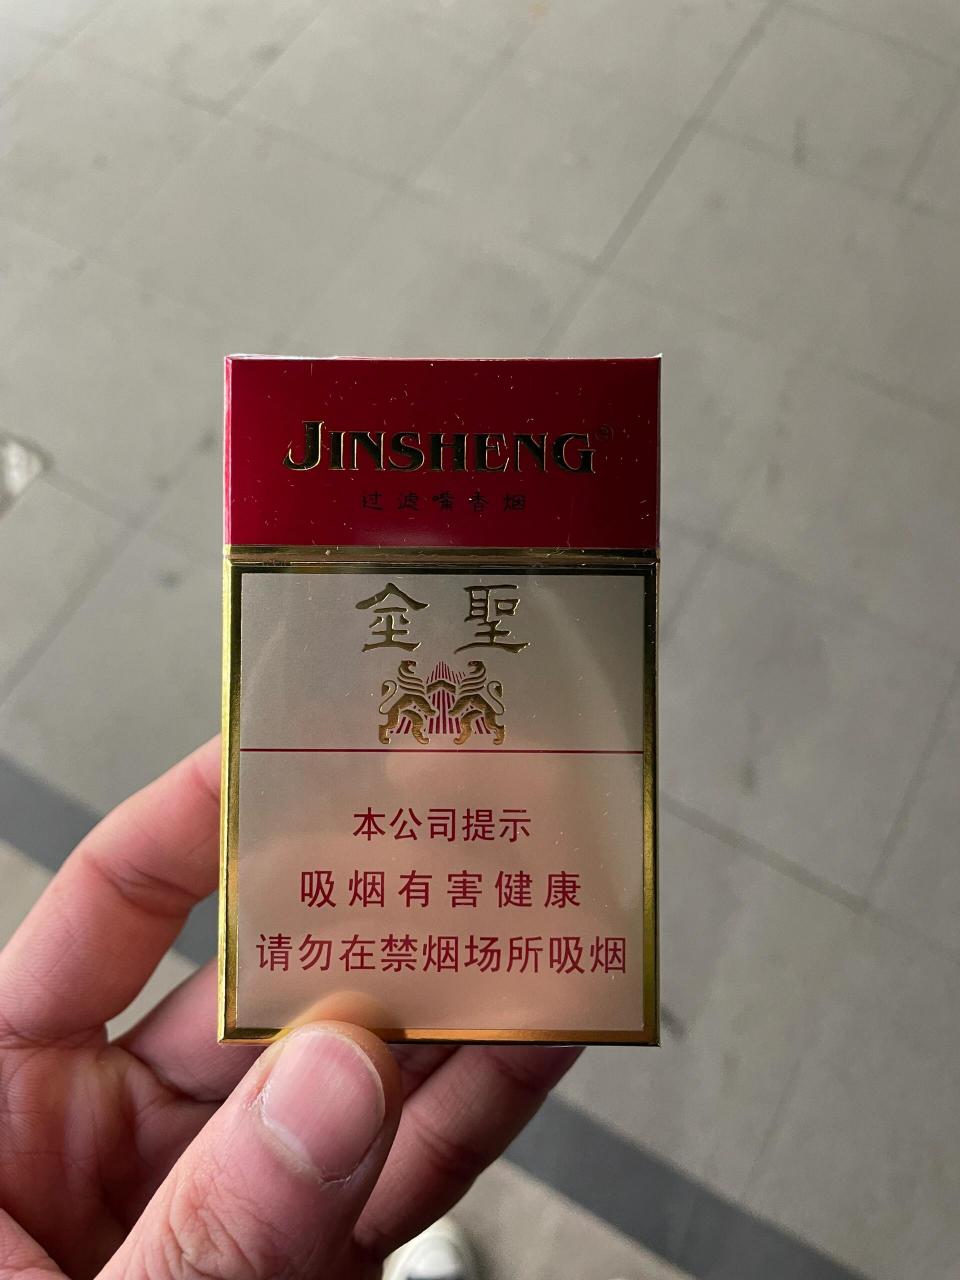 JINSHENG®
过滤嘴香烟
金聖
本公司提示
吸烟有害健康
请勿在禁烟场所吸烟